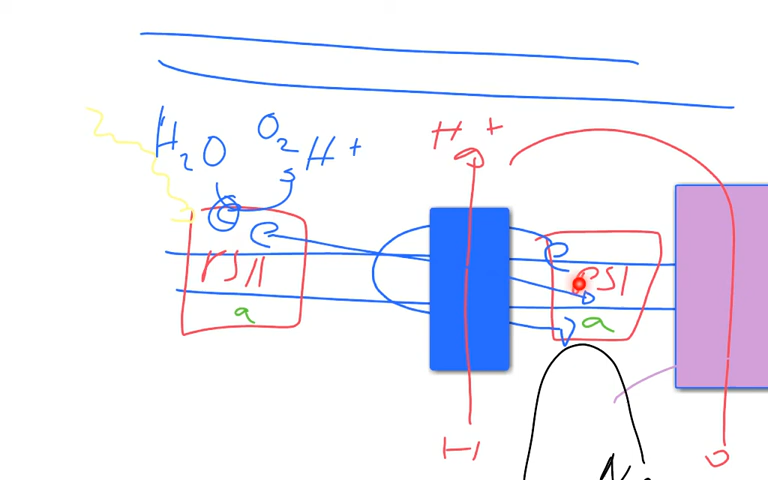 H2O O2 H+
H+
PSII
PSI
a
a
H